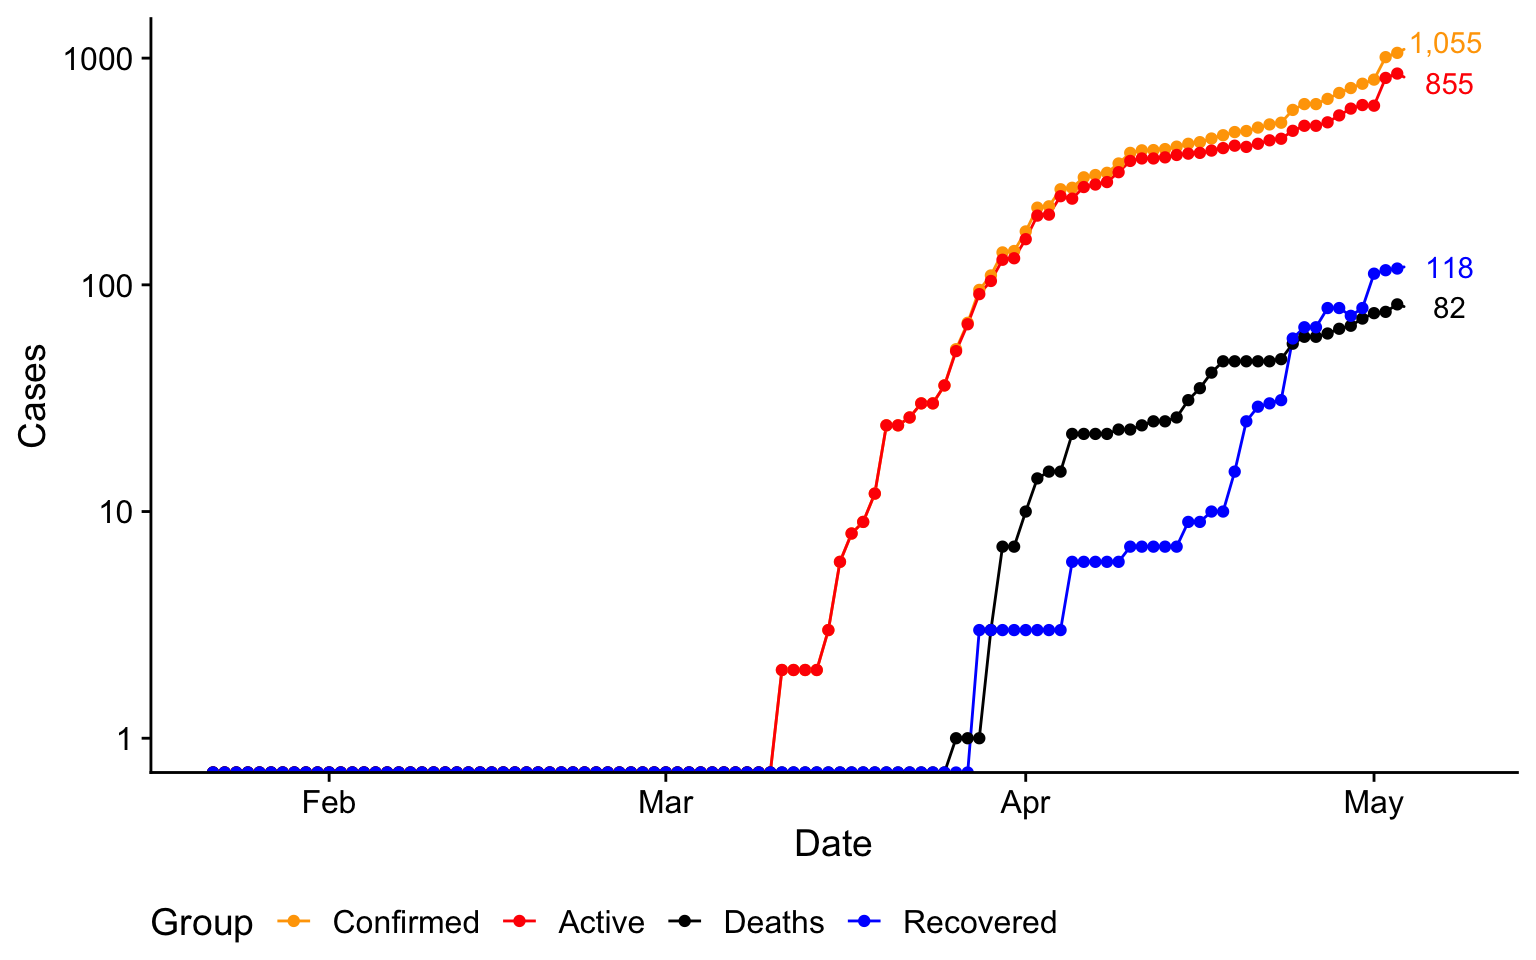 1000
100
10
1
Cases
1,055
855
118
82
Feb Mar Apr May
Date
Group Confirmed Active Deaths Recovered